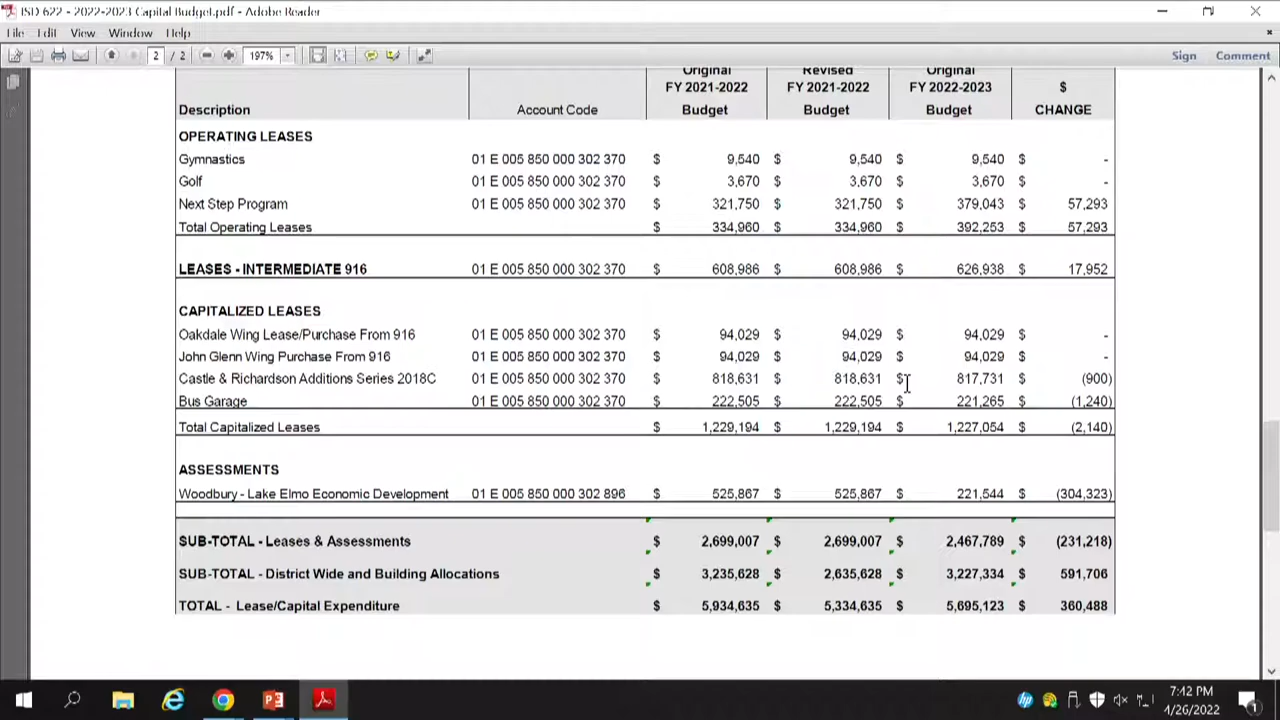 ISD 622 - 2022-2023 Capital Budget.pdf - Adobe Reader
File Edit View Window Help
2 / 2 197% Sign Comment
Original Revised Original
FY 2021-2022 FY 2021-2022 FY 2022-2023 $
Description Account Code Budget Budget Budget CHANGE
OPERATING LEASES
Gymnastics 01 E 005 850 000 302 370 $ 9,540 $ 9,540 $ 9,540 $ -
Golf 01 E 005 850 000 302 370 $ 3,670 $ 3,670 $ 3,670 $ -
Next Step Program 01 E 005 850 000 302 370 $ 321,750 $ 321,750 $ 379,043 $ 57,293
Total Operating Leases $ 334,960 $ 334,960 $ 392,253 $ 57,293
LEASES - INTERMEDIATE 916 01 E 005 850 000 302 370 $ 608,986 $ 608,986 $ 626,938 $ 17,952
CAPITALIZED LEASES
Oakdale Wing Lease/Purchase From 916 01 E 005 850 000 302 370 $ 94,029 $ 94,029 $ 94,029 $ -
John Glenn Wing Purchase From 916 01 E 005 850 000 302 370 $ 94,029 $ 94,029 $ 94,029 $ -
Castle & Richardson Additions Series 2018C 01 E 005 850 000 302 370 $ 818,631 $ 818,631 $ 817,731 $ (900)
Bus Garage 01 E 005 850 000 302 370 $ 222,505 $ 222,505 $ 221,265 $ (1,240)
Total Capitalized Leases $ 1,229,194 $ 1,229,194 $ 1,227,054 $ (2,140)
ASSESSMENTS
Woodbury - Lake Elmo Economic Development 01 E 005 850 000 302 896 $ 525,867 $ 525,867 $ 221,544 $ (304,323)
SUB-TOTAL - Leases & Assessments $ 2,699,007 $ 2,699,007 $ 2,467,789 $ (231,218)
SUB-TOTAL - District Wide and Building Allocations $ 3,235,628 $ 2,635,628 $ 3,227,334 $ 591,706
TOTAL - Lease/Capital Expenditure $ 5,934,635 $ 5,334,635 $ 5,695,123 $ 360,488
7:42 PM
4/26/2022